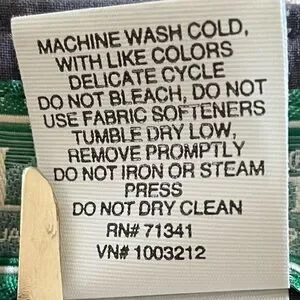 MACHINE WASH COLD,
WITH LIKE COLORS
DELICATE CYCLE
DO NOT BLEACH, DO NOT
USE FABRIC SOFTENERS
TUMBLE DRY LOW,
REMOVE PROMPTLY
DO NOT IRON OR STEAM
PRESS
DO NOT DRY CLEAN
RN# 71341
VN# 1003212